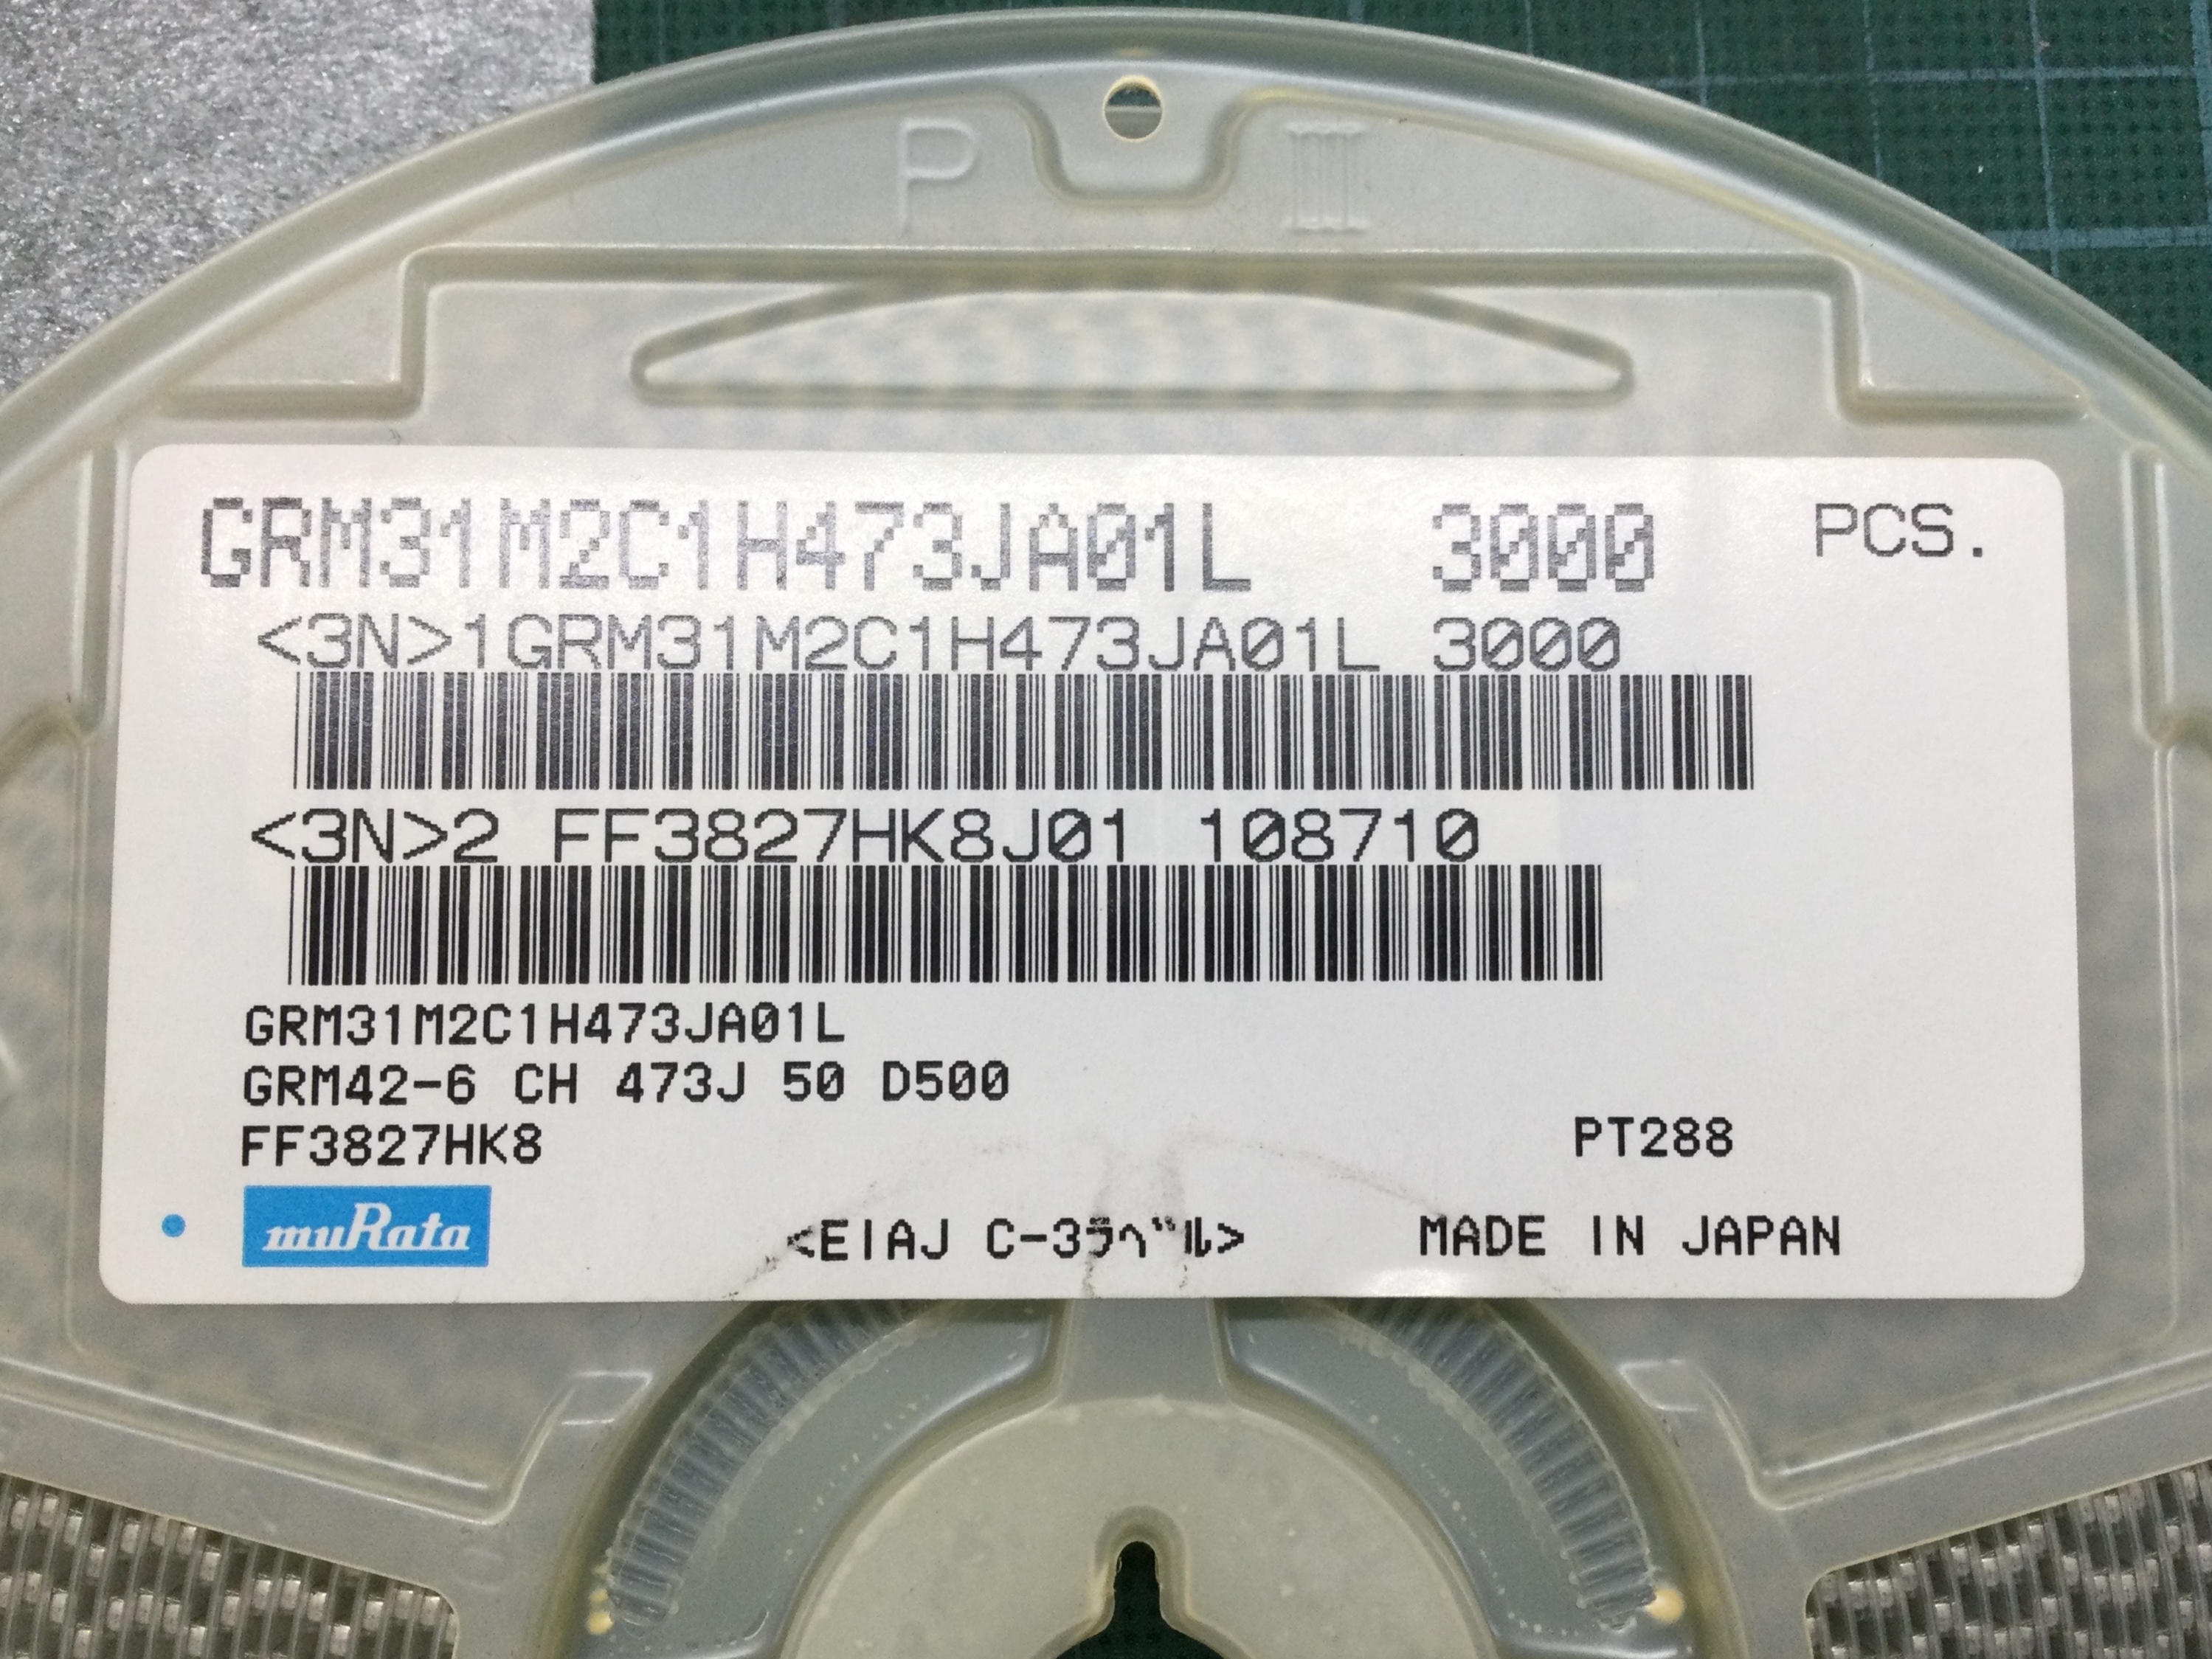 P III
GRM31M2C1H473JA01L 3000 PCS.
<3N>1GRM31M2C1H473JA01L 3000
<3N>2 FF3827HK8J01 108710
GRM31M2C1H473JA01L
GRM42-6 CH 473J 50 D500
FF3827HK8 PT288
muRata <EIAJ C-3ﾗﾍﾞﾙ> MADE IN JAPAN